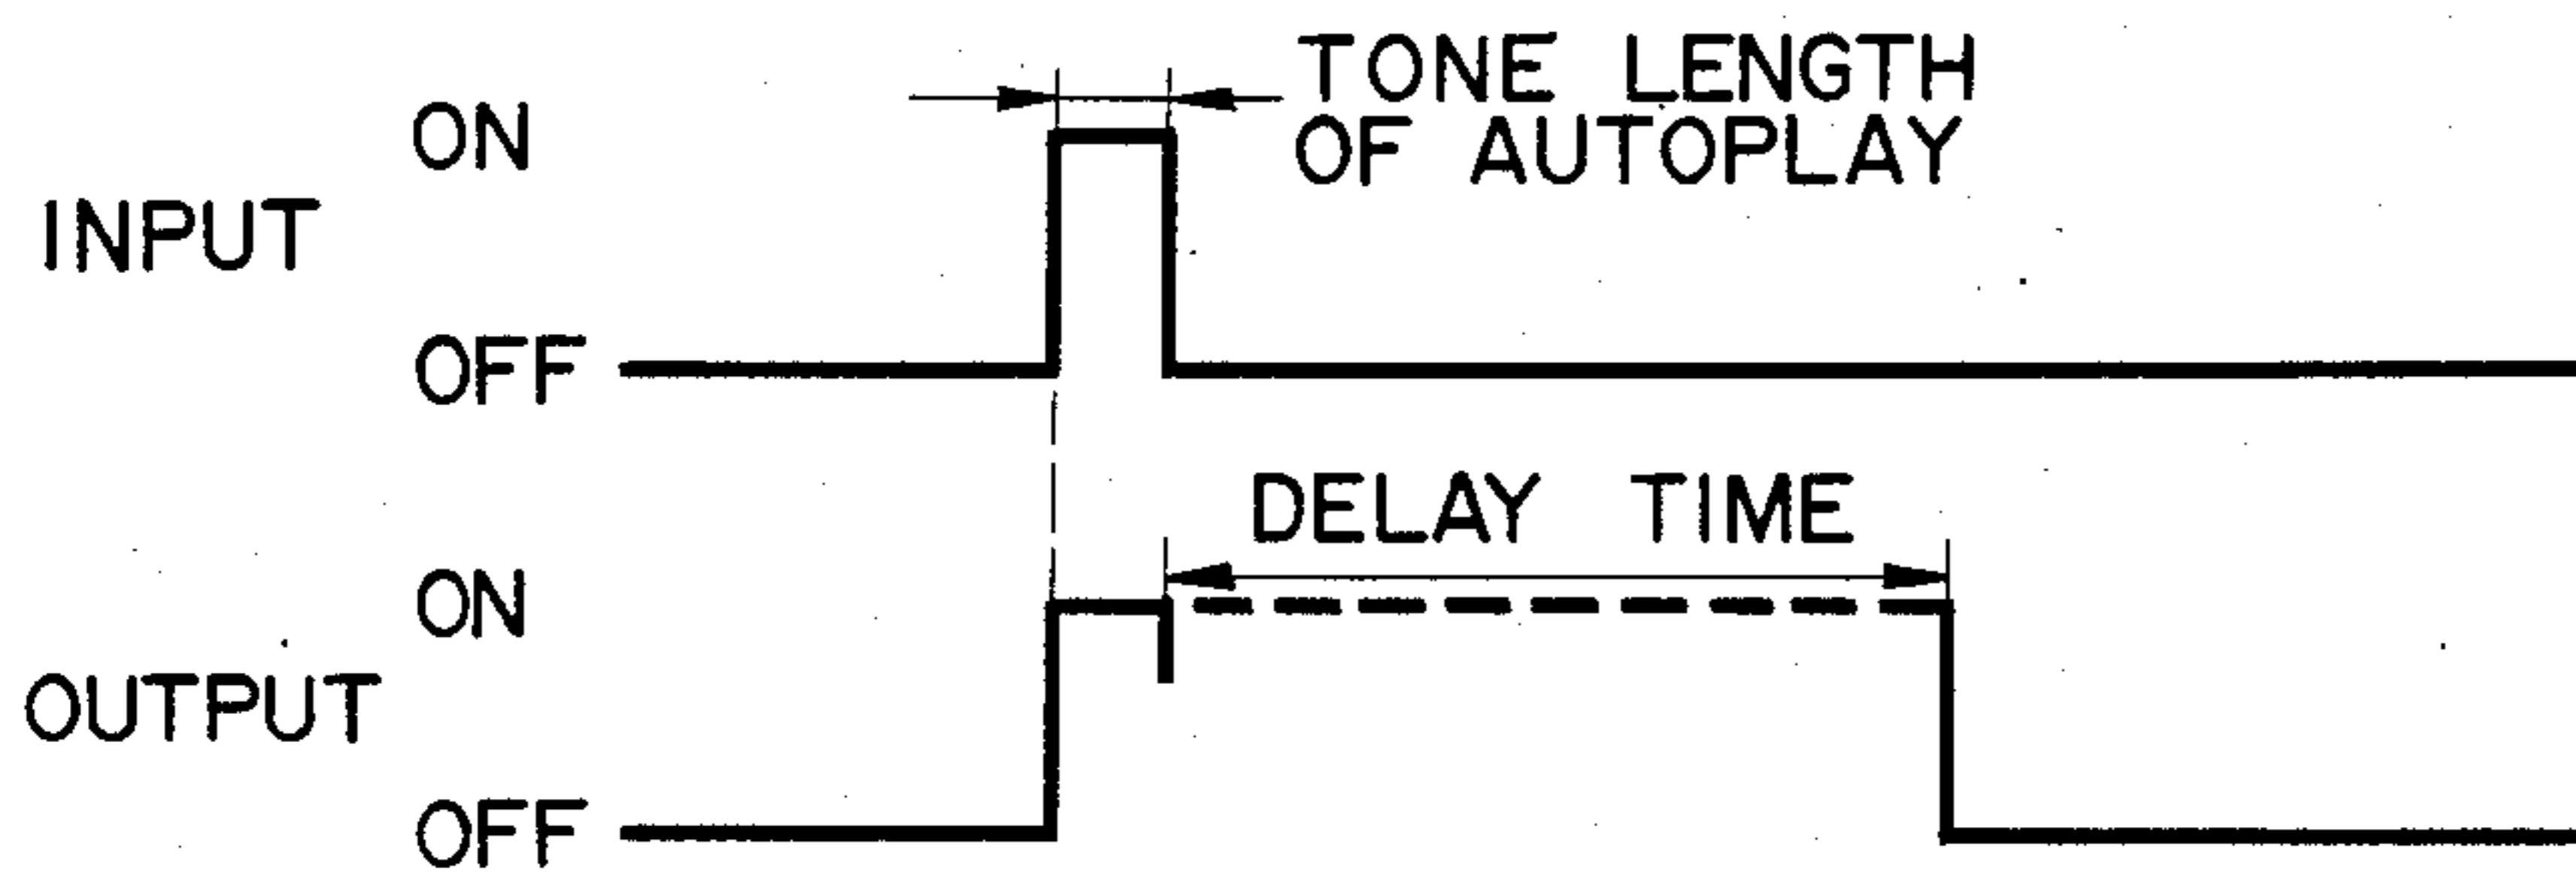 TONE LENGTH
OF AUTOPLAY
ON
INPUT
OFF
DELAY TIME
ON
OUTPUT
OFF